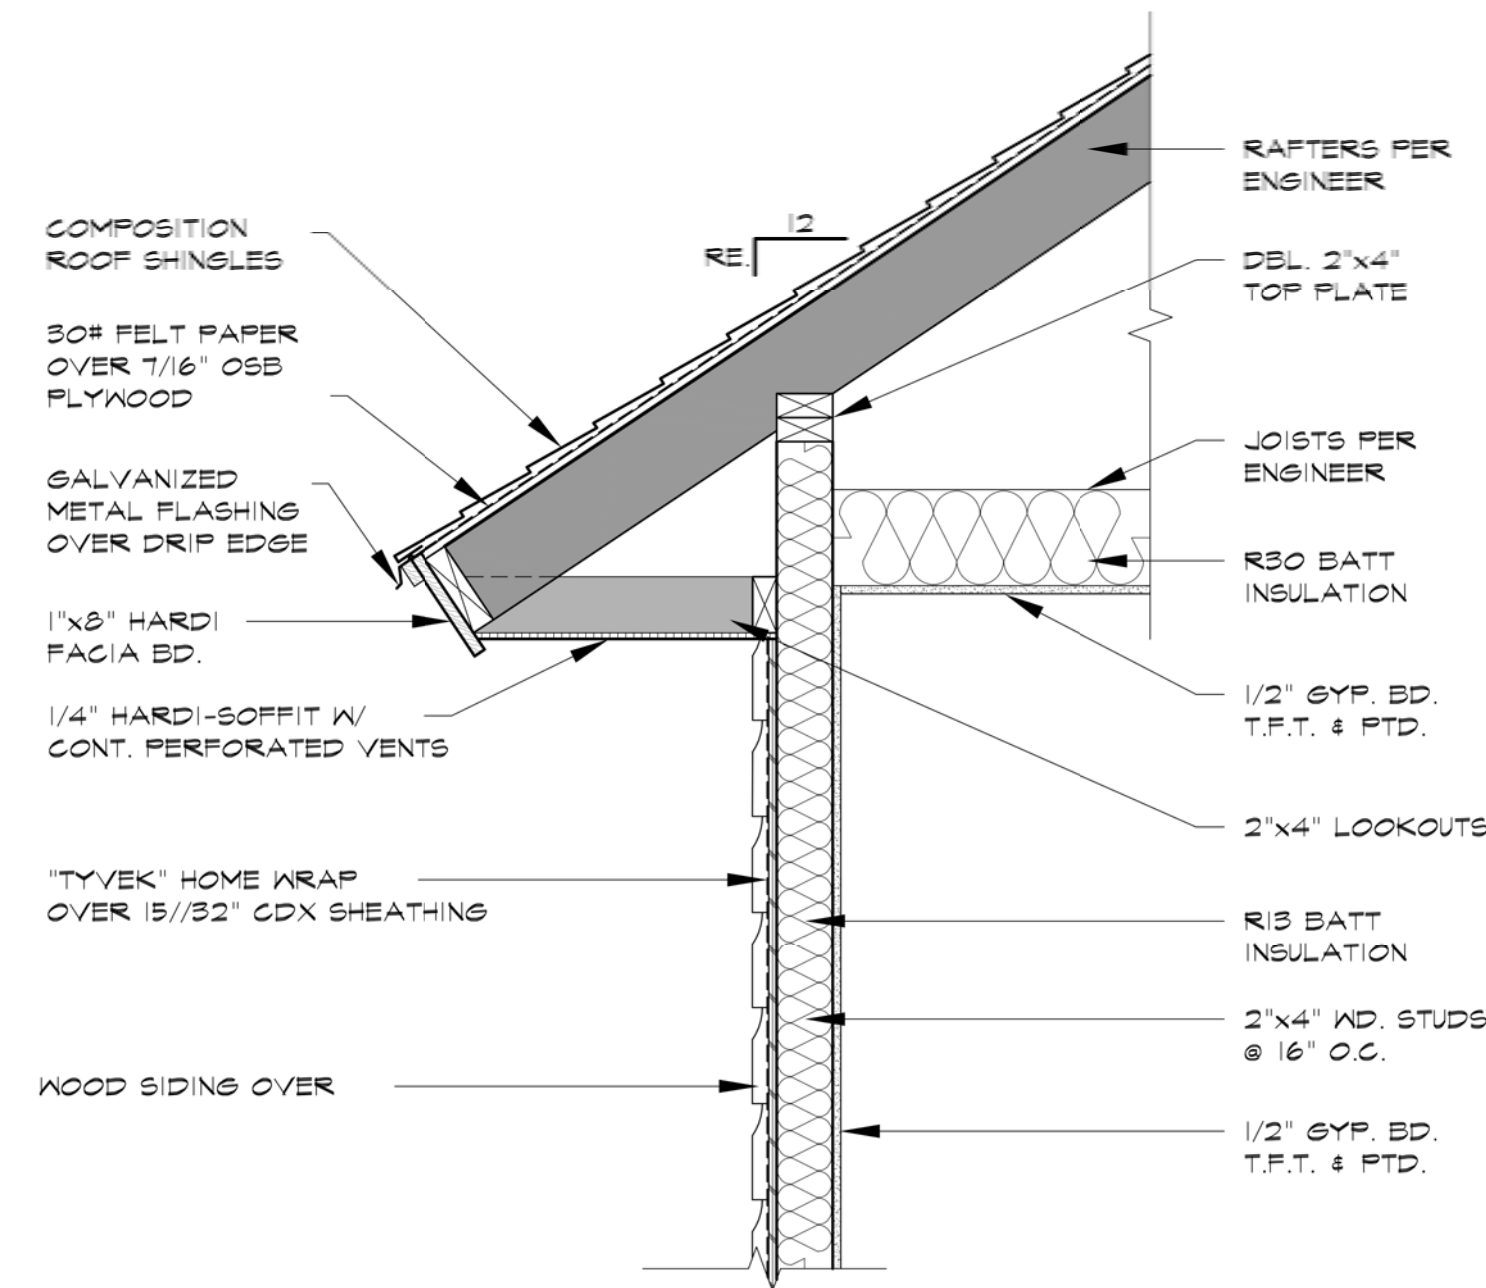 COMPOSITION
ROOF SHINGLES
30# FELT PAPER
OVER 7/16" OSB
PLYWOOD
GALVANIZED
METAL FLASHING
OVER DRIP EDGE
1"x8" HARDI
FACIA BD.
1/4" HARDI-SOFFIT W/
CONT. PERFORATED VENTS
"TYVEK" HOME WRAP
OVER 15//32" CDX SHEATHING
WOOD SIDING OVER
12
RE.
RAFTERS PER
ENGINEER
DBL. 2"x4"
TOP PLATE
JOISTS PER
ENGINEER
R30 BATT
INSULATION
1/2" GYP. BD.
T.F.T. & PTD.
2"x4" LOOKOUTS
R13 BATT
INSULATION
2"x4" WD. STUDS
@ 16" O.C.
1/2" GYP. BD.
T.F.T. & PTD.